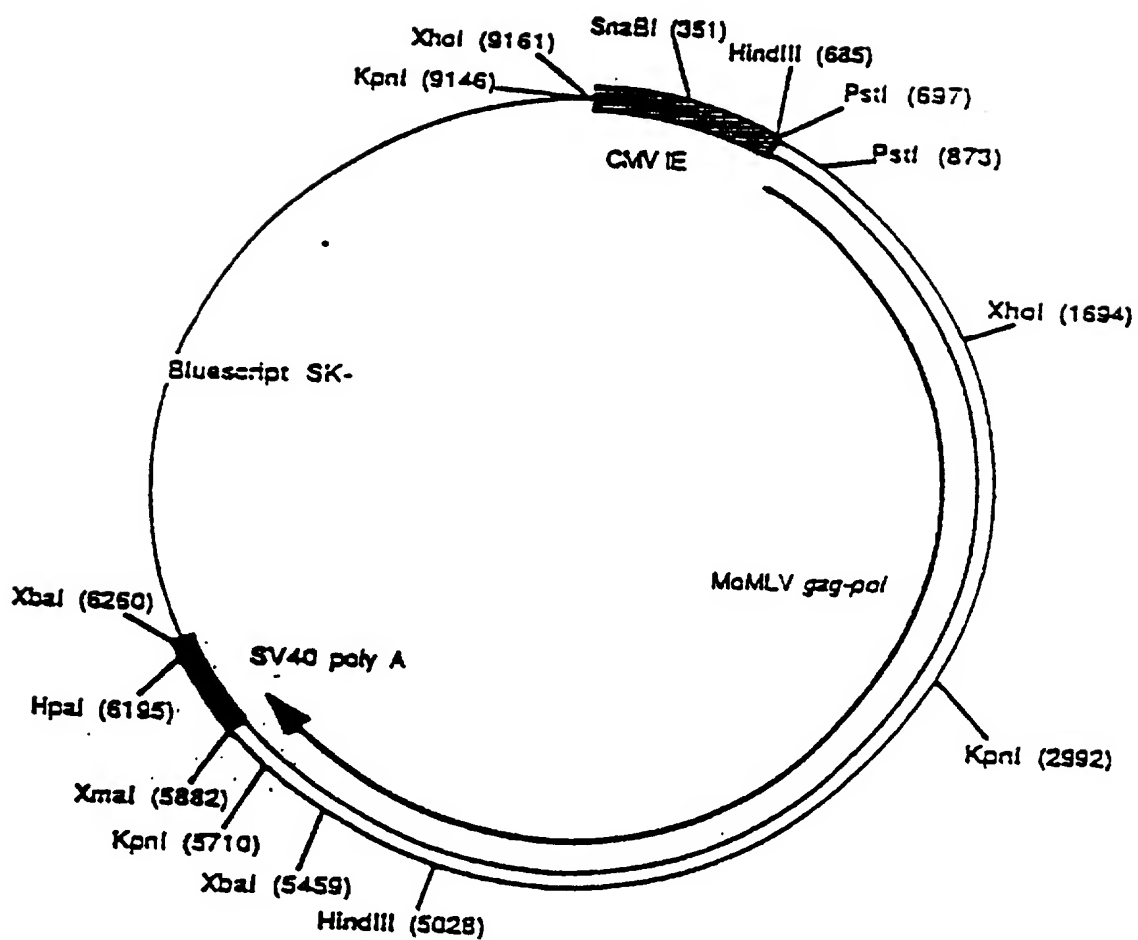 XhoI (9161)
SnaBI (351)
HindIII (685)
KpnI (9146)
PstI (697)
CMV IE
PstI (873)
XhoI (1694)
Bluescript SK-
MoMLV gag-pol
XbaI (6260)
SV40 poly A
HpaI (6195)
KpnI (2992)
XmaI (5882)
KpnI (5710)
XbaI (5459)
HindIII (5028)